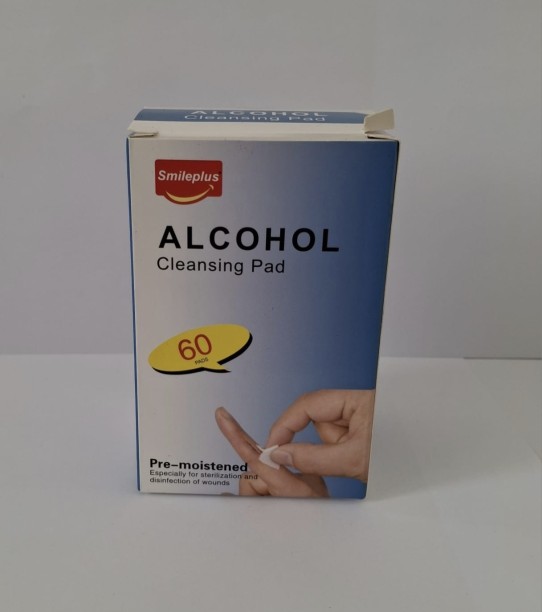 ALCOHOL
Cleansing Pad
Smileplus
ALCOHOL
Cleansing Pad
60
PADS
Pre-moistened
Especially for sterilization and
disinfection of wounds